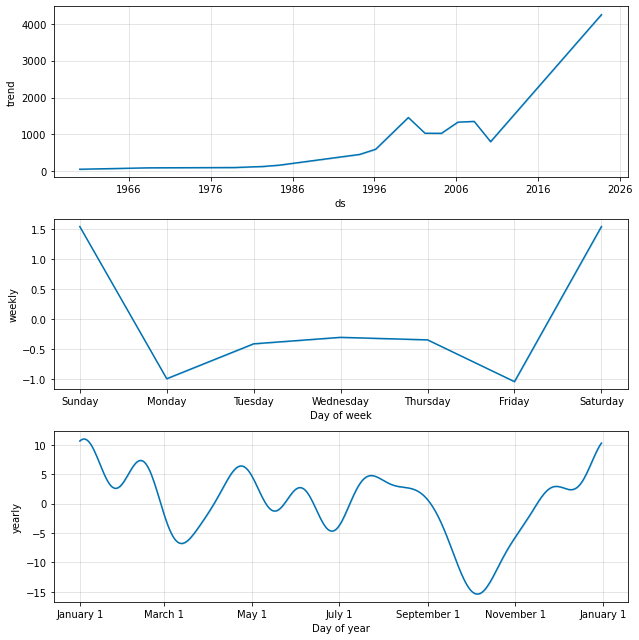 4000
3000
2000
1000
0
trend
1966 1976 1986 1996 2006 2016 2026
ds
1.5
1.0
0.5
0.0
−0.5
−1.0
weekly
Sunday Monday Tuesday Wednesday Thursday Friday Saturday
Day of week
10
5
0
−5
−10
−15
yearly
January 1 March 1 May 1 July 1 September 1 November 1 January 1
Day of year